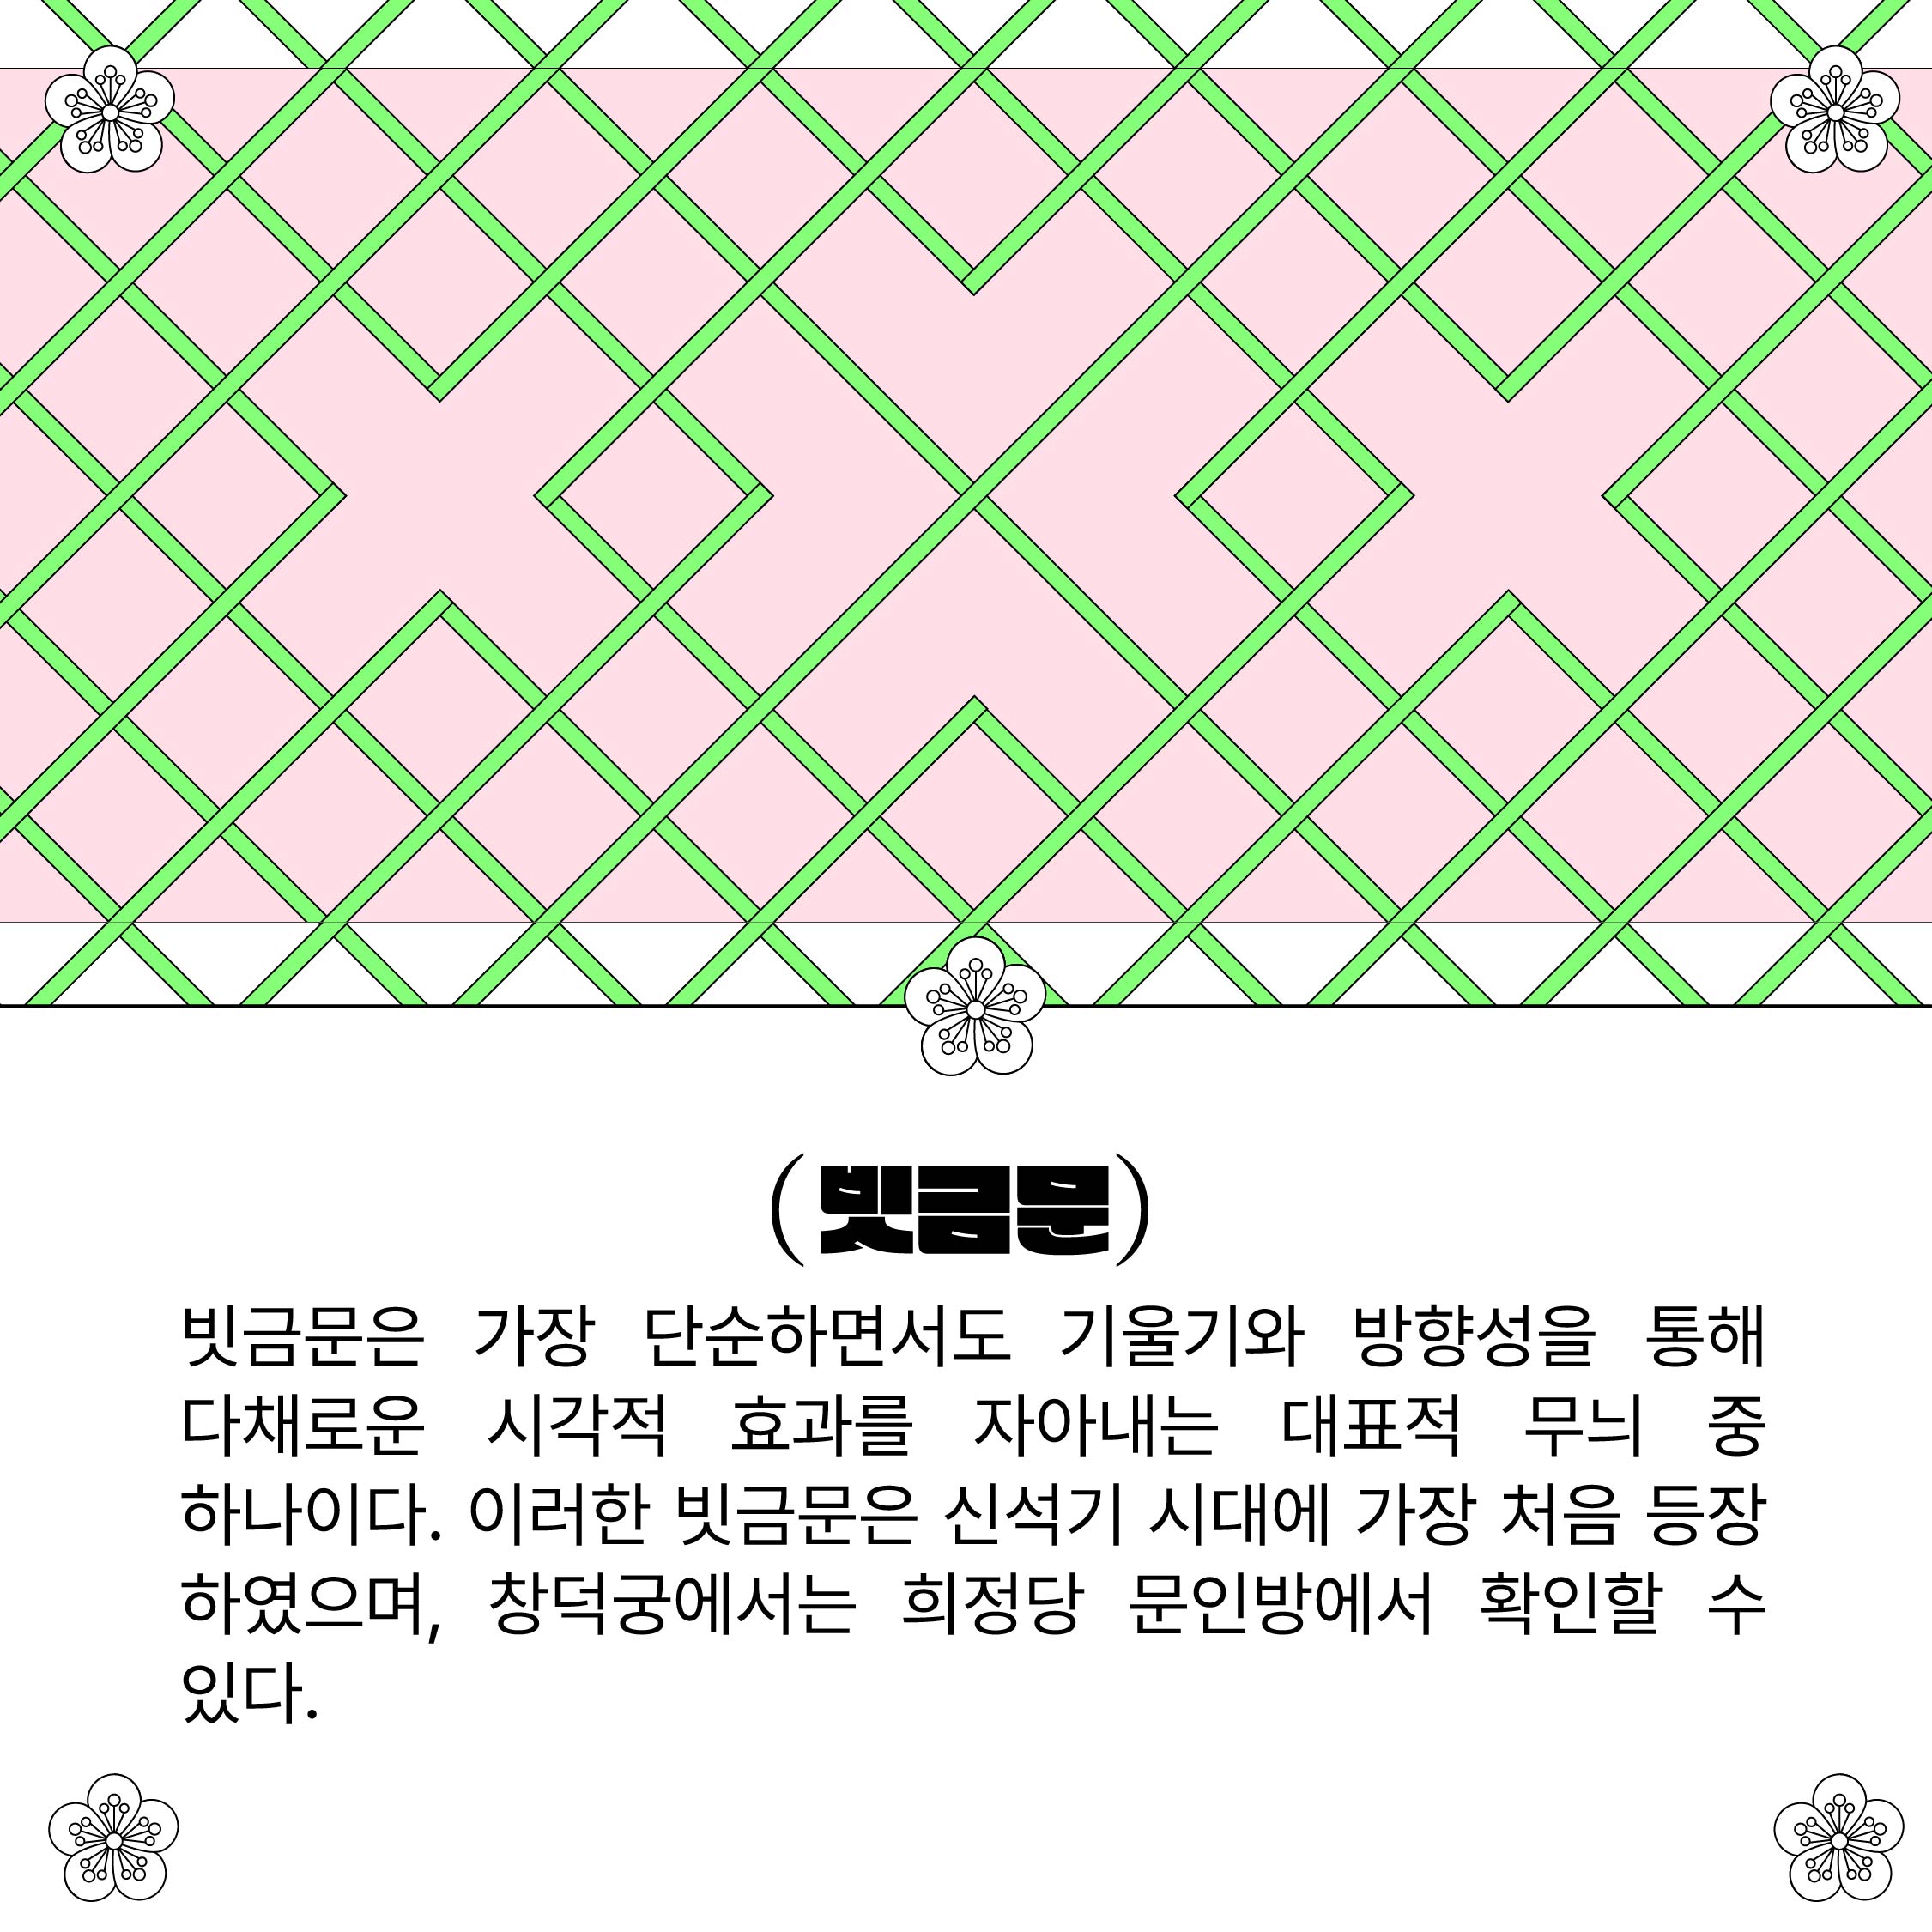 (빗금문)
빗금문은 가장 단순하면서도 기울기와 방향성을 통해
다채로운 시각적 효과를 자아내는 대표적 무늬 중
하나이다. 이러한 빗금문은 신석기 시대에 가장 처음 등장
하였으며, 창덕궁에서는 희정당 문인방에서 확인할 수
있다.